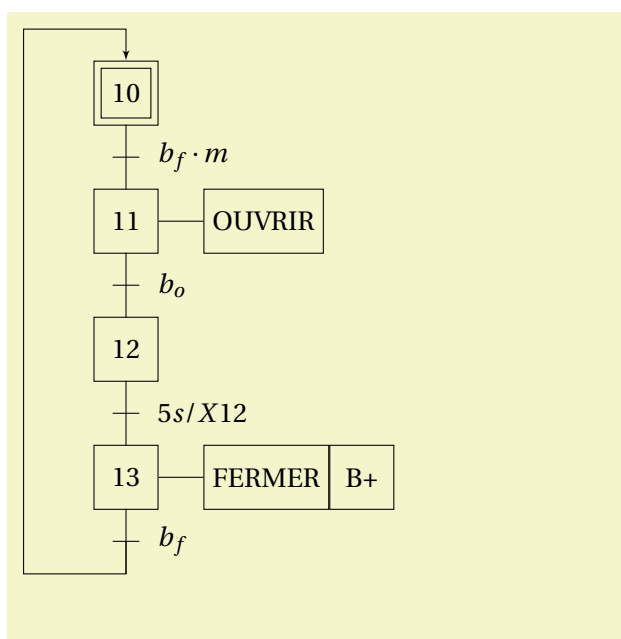 10
b_f · m
11 OUVRIR
b_o
12
5s/X12
13 FERMER B+
b_f